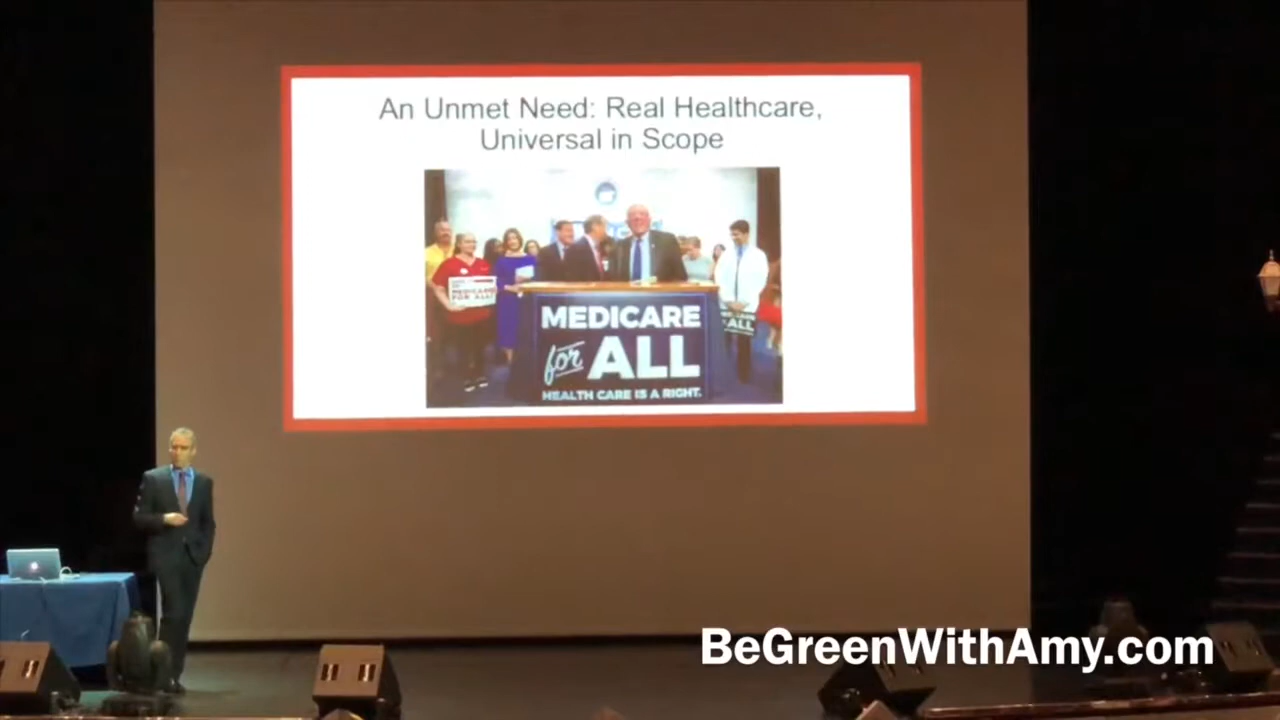 An Unmet Need: Real Healthcare,
Universal in Scope
MEDICARE
FOR ALL!
MEDICARE
for ALL
HEALTH CARE IS A RIGHT.
ALL
BeGreenWithAmy.com